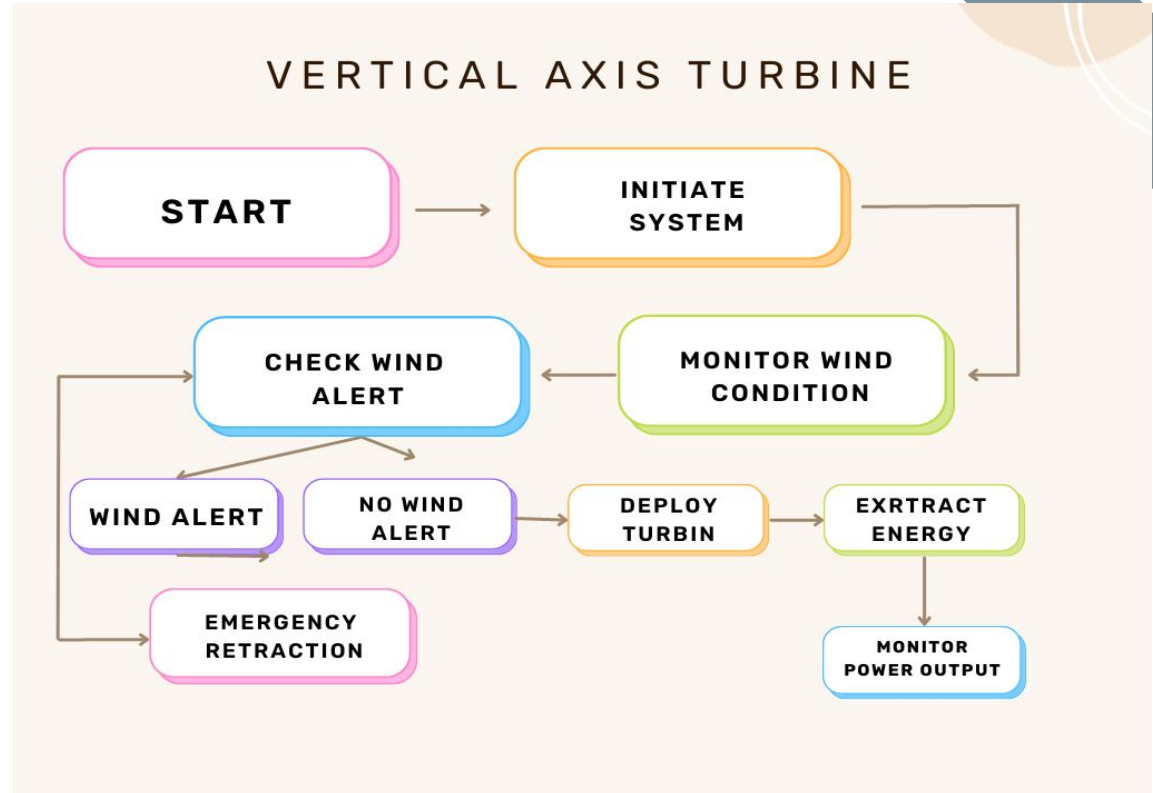 VERTICAL AXIS TURBINE
START
INITIATE
SYSTEM
MONITOR WIND
CONDITION
CHECK WIND
ALERT
WIND ALERT
NO WIND
ALERT
DEPLOY
TURBIN
EXRTRACT
ENERGY
EMERGENCY
RETRACTION
MONITOR
POWER OUTPUT